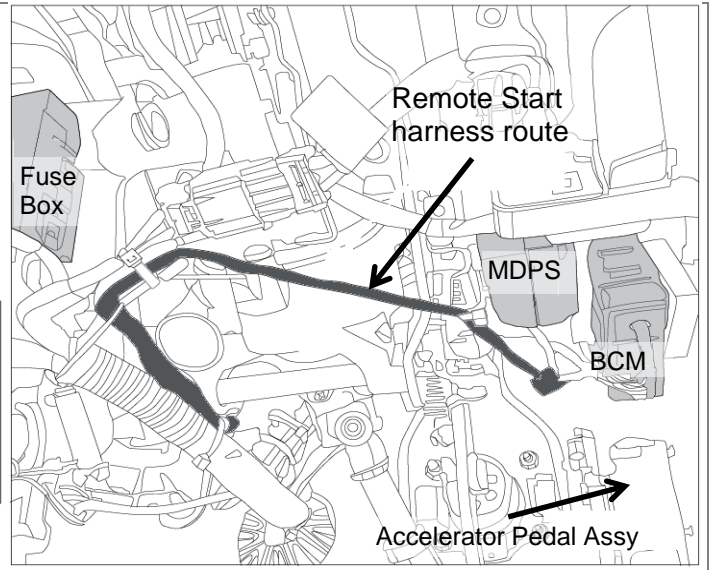 Remote Start
harness route
Fuse
Box
MDPS
BCM
Accelerator Pedal Assy